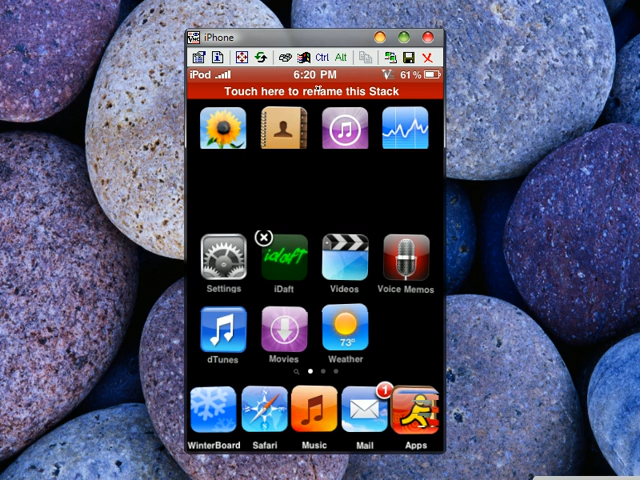 iPhone
Ctrl Alt
iPod 6:20 PM 61%
Touch here to rename this Stack
idaft
Settings iDaft Videos Voice Memos
73°
dTunes Movies Weather
1
WinterBoard Safari Music Mail Apps